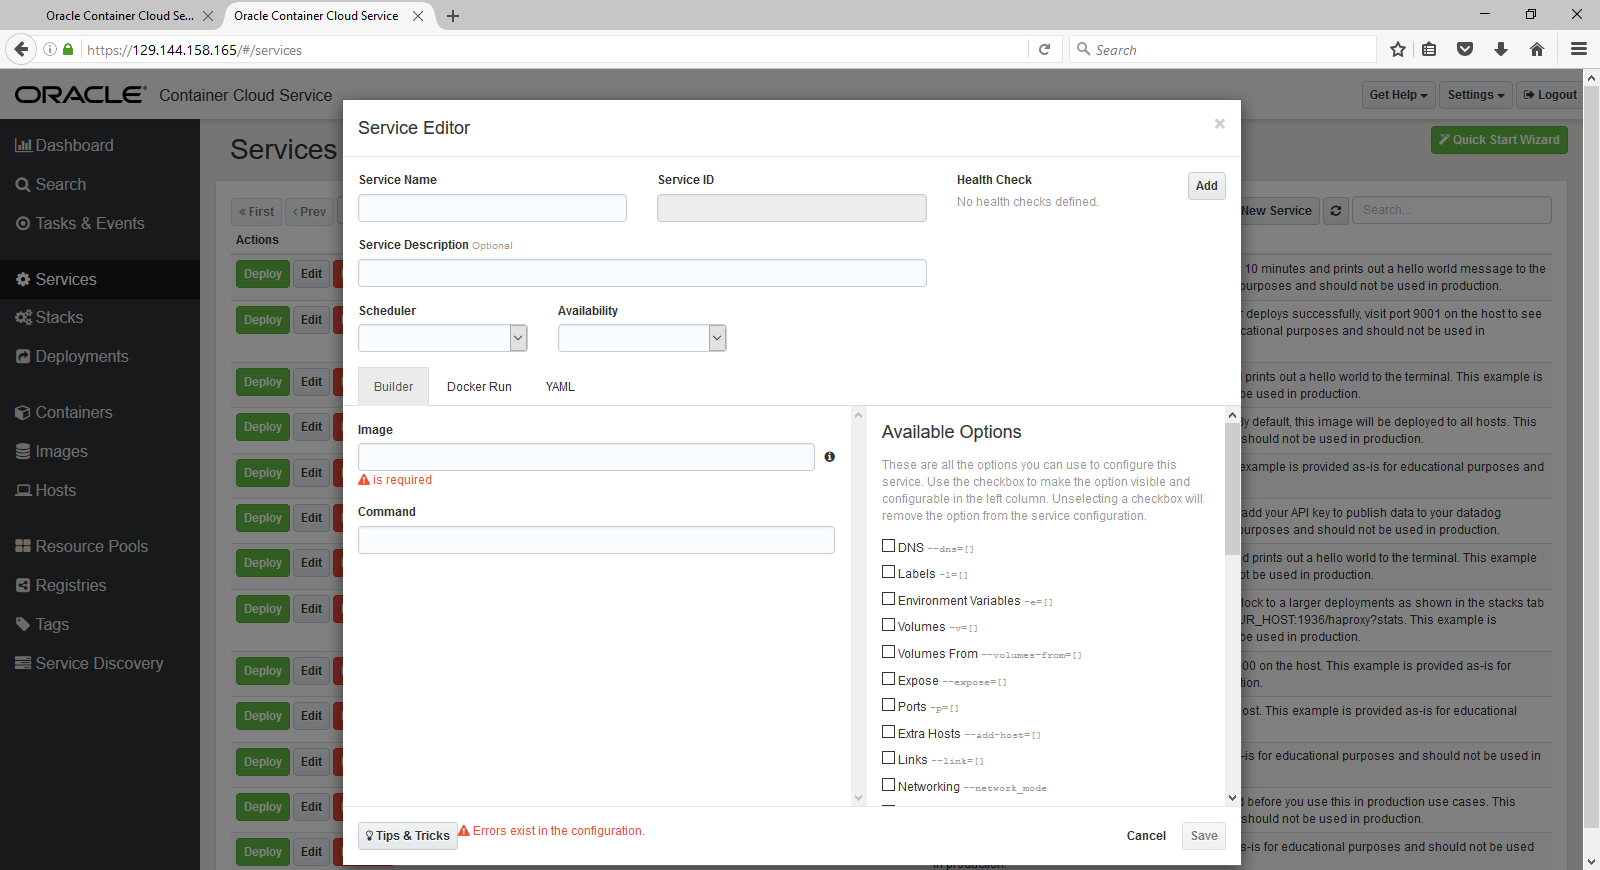 Oracle Container Cloud Se...
Oracle Container Cloud Service
https://129.144.158.165/#/services
Search
ORACLE Container Cloud Service
Get Help
Settings
Logout
Dashboard
Search
Tasks & Events
Services
Stacks
Deployments
Containers
Images
Hosts
Resource Pools
Registries
Tags
Service Discovery
Services
Quick Start Wizard
« First
‹ Prev
New Service
Search...
Actions
Deploy Edit
10 minutes and prints out a hello world message to the
urposes and should not be used in production.
Deploy Edit
deploys successfully, visit port 9001 on the host to see
cational purposes and should not be used in
Deploy Edit
prints out a hello world to the terminal. This example is
be used in production.
Deploy Edit
By default, this image will be deployed to all hosts. This
should not be used in production.
Deploy Edit
example is provided as-is for educational purposes and
Deploy Edit
add your API key to publish data to your datadog
urposes and should not be used in production.
Deploy Edit
d prints out a hello world to the terminal. This example
ot be used in production.
Deploy Edit
lock to a larger deployments as shown in the stacks tab
UR_HOST:1936/haproxy?stats. This example is
be used in production.
Deploy Edit
00 on the host. This example is provided as-is for
tion.
Deploy Edit
ost. This example is provided as-is for educational
Deploy Edit
-is for educational purposes and should not be used in
Deploy Edit
d before you use this in production use cases. This
should not be used in production.
Deploy Edit
s-is for educational purposes and should not be used
in production.
Service Editor
×
Service Name
Service ID
Health Check
No health checks defined.
Add
Service Description Optional
Scheduler
Availability
Builder
Docker Run
YAML
Image
is required
Command
Available Options
These are all the options you can use to configure this
service. Use the checkbox to make the option visible and
configurable in the left column. Unselecting a checkbox will
remove the option from the service configuration.
DNS --dns=[]
Labels -l=[]
Environment Variables -e=[]
Volumes -v=[]
Volumes From --volumes-from=[]
Expose --expose=[]
Ports -p=[]
Extra Hosts --add-host=[]
Links --link=[]
Networking --network_mode
Tips & Tricks
Errors exist in the configuration.
Cancel
Save